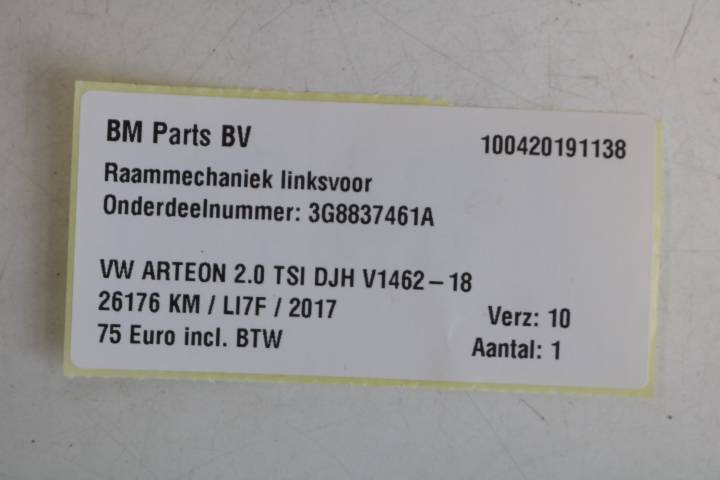 BM Parts BV 100420191138
Raammechaniek linksvoor
Onderdeelnummer: 3G8837461A
VW ARTEON 2.0 TSI DJH V1462-18
26176 KM / LI7F / 2017 Verz: 10
75 Euro incl. BTW Aantal: 1